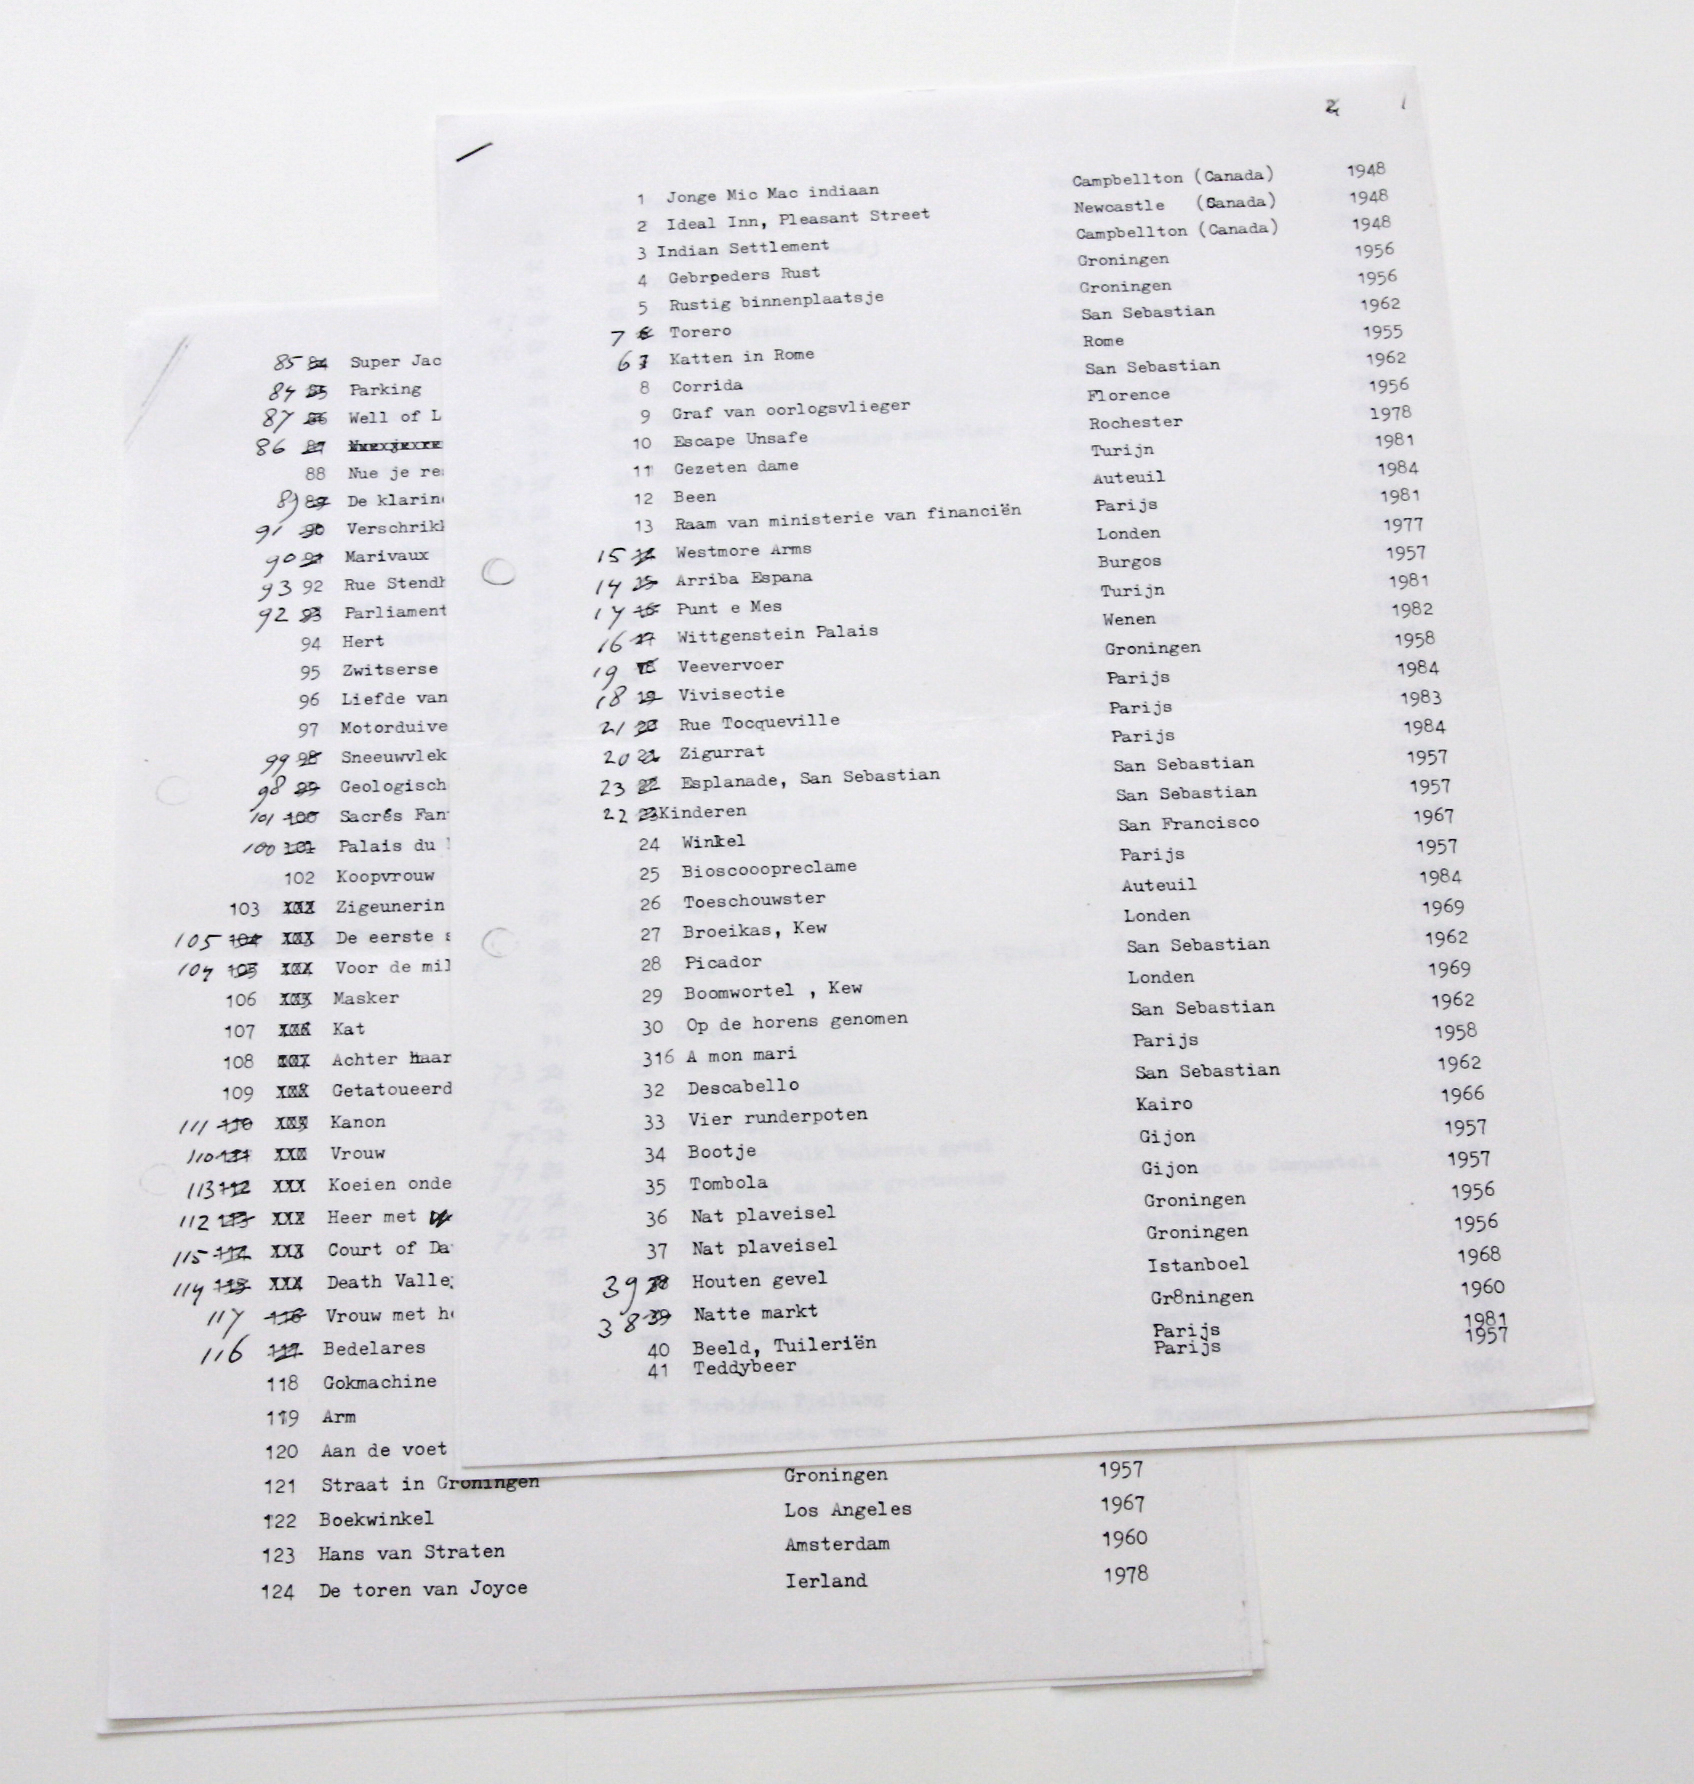 1 Jonge Mic Mac indiaan Campbellton (Canada) 1948
2 Ideal Inn, Pleasant Street Newcastle (Canada) 1948
3 Indian Settlement Campbellton (Canada) 1948
4 Gebrpeders Rust Groningen 1956
5 Rustig binnenplaatsje Groningen 1956
7 6 Torero San Sebastian 1962
6 7 Katten in Rome Rome 1955
8 Corrida San Sebastian 1962
9 Graf van oorlogsvlieger Florence 1956
10 Escape Unsafe Rochester 1978
11 Gezeten dame Turijn 1981
12 Been Auteuil 1984
13 Raam van ministerie van financiën Parijs 1981
15 14 Westmore Arms Londen 1977
14 15 Arriba Espana Burgos 1957
17 16 Punt e Mes Turijn 1981
16 17 Wittgenstein Palais Wenen 1982
19 18 Veevervoer Groningen 1958
18 19 Vivisectie Parijs 1984
21 20 Rue Tocqueville Parijs 1983
20 21 Zigurrat Parijs 1984
23 22 Esplanade, San Sebastian San Sebastian 1957
22 23 Kinderen San Sebastian 1957
24 Winkel San Francisco 1967
25 Bioscooopreclame Parijs 1957
26 Toeschouwster Auteuil 1984
27 Broeikas, Kew Londen 1969
28 Picador San Sebastian 1962
29 Boomwortel , Kew Londen 1969
30 Op de horens genomen San Sebastian 1962
316 A mon mari Parijs 1958
32 Descabello San Sebastian 1962
33 Vier runderpoten Kairo 1966
34 Bootje Gijon 1957
35 Tombola Gijon 1957
36 Nat plaveisel Groningen 1956
37 Nat plaveisel Groningen 1956
39 38 Houten gevel Istanboel 1968
38 39 Natte markt Gr8ningen 1960
40 Beeld, Tuileriën Parijs 1981
41 Teddybeer Parijs 1957
85 84 Super Jac
84 85 Parking
87 86 Well of L
86 87
88 Nue je re
89 89 De klarin
91 90 Verschrikk
90 91 Marivaux
93 92 Rue Stendh
92 93 Parliament
94 Hert
95 Zwitserse
96 Liefde van
97 Motorduive
99 98 Sneeuwvlek
98 99 Geologisch
101 100 Sacrés Fan
100 101 Palais du
102 Koopvrouw
103 XXX Zigeunerin
105 104 XXX De eerste s
104 105 XXX Voor de mil
106 XXX Masker
107 XXX Kat
108 XXX Achter haar
109 XXX Getatoueerd
111 110 XXX Kanon
110 111 XXX Vrouw
113 112 XXX Koeien onde
112 113 XXX Heer met
115 114 XXX Court of Da
114 115 XXX Death Valle
117 116 Vrouw met h
116 117 Bedelares
118 Gokmachine
119 Arm
120 Aan de voet
121 Straat in Groningen Groningen 1957
122 Boekwinkel Los Angeles 1967
123 Hans van Straten Amsterdam 1960
124 De toren van Joyce Ierland 1978